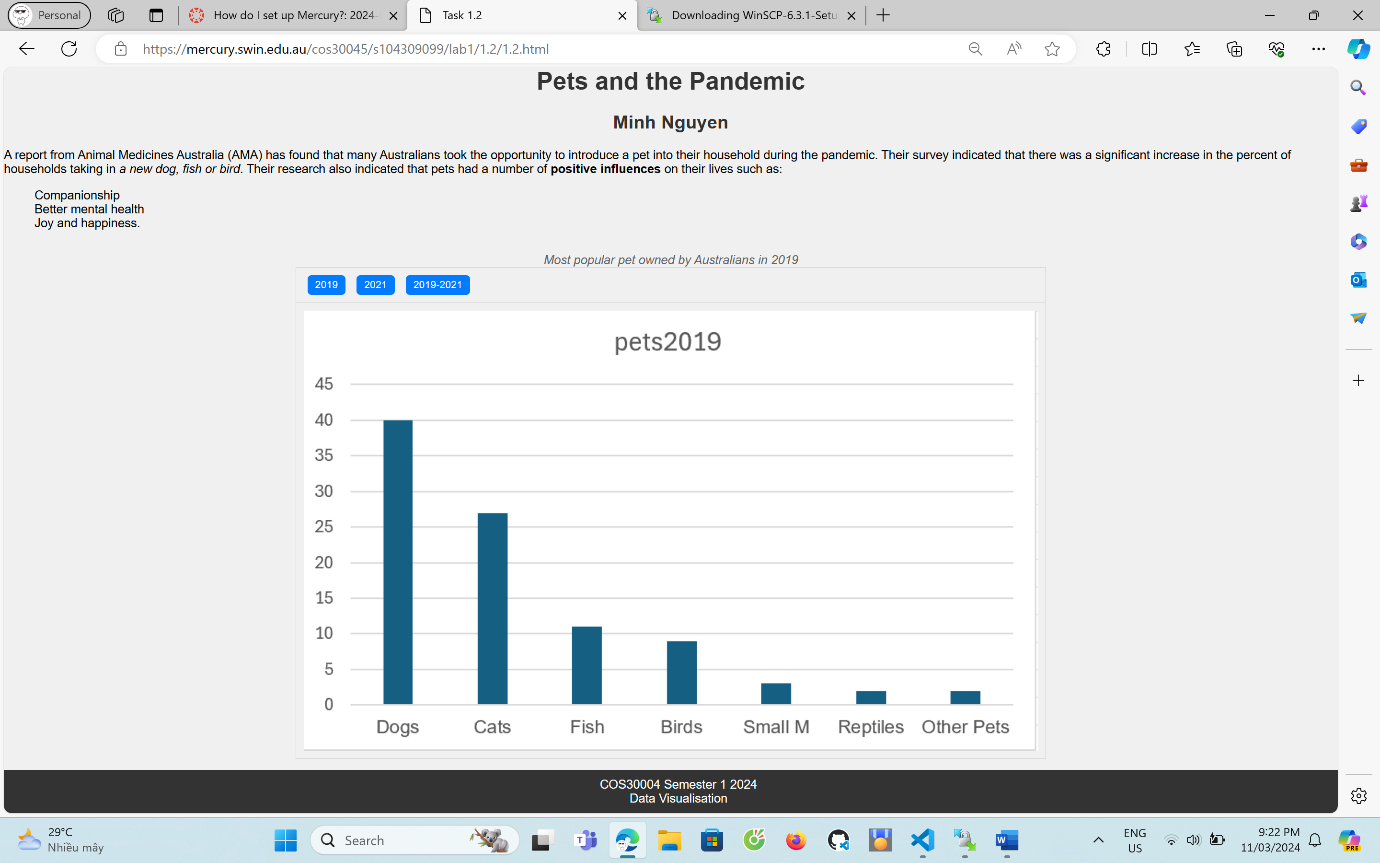 Personal
How do I set up Mercury?: 2024-
Task 1.2
Downloading WinSCP-6.3.1-Setu
https://mercury.swin.edu.au/cos30045/s104309099/lab1/1.2/1.2.html
Pets and the Pandemic
Minh Nguyen
A report from Animal Medicines Australia (AMA) has found that many Australians took the opportunity to introduce a pet into their household during the pandemic. Their survey indicated that there was a significant increase in the percent of
households taking in a new dog, fish or bird. Their research also indicated that pets had a number of positive influences on their lives such as:
Companionship
Better mental health
Joy and happiness.
Most popular pet owned by Australians in 2019
2019 2021 2019-2021
pets2019
45
40
35
30
25
20
15
10
5
0
Dogs Cats Fish Birds Small M Reptiles Other Pets
COS30004 Semester 1 2024
Data Visualisation
29°C
Nhiều mây
Search
ENG
US
9:22 PM
11/03/2024
PRE